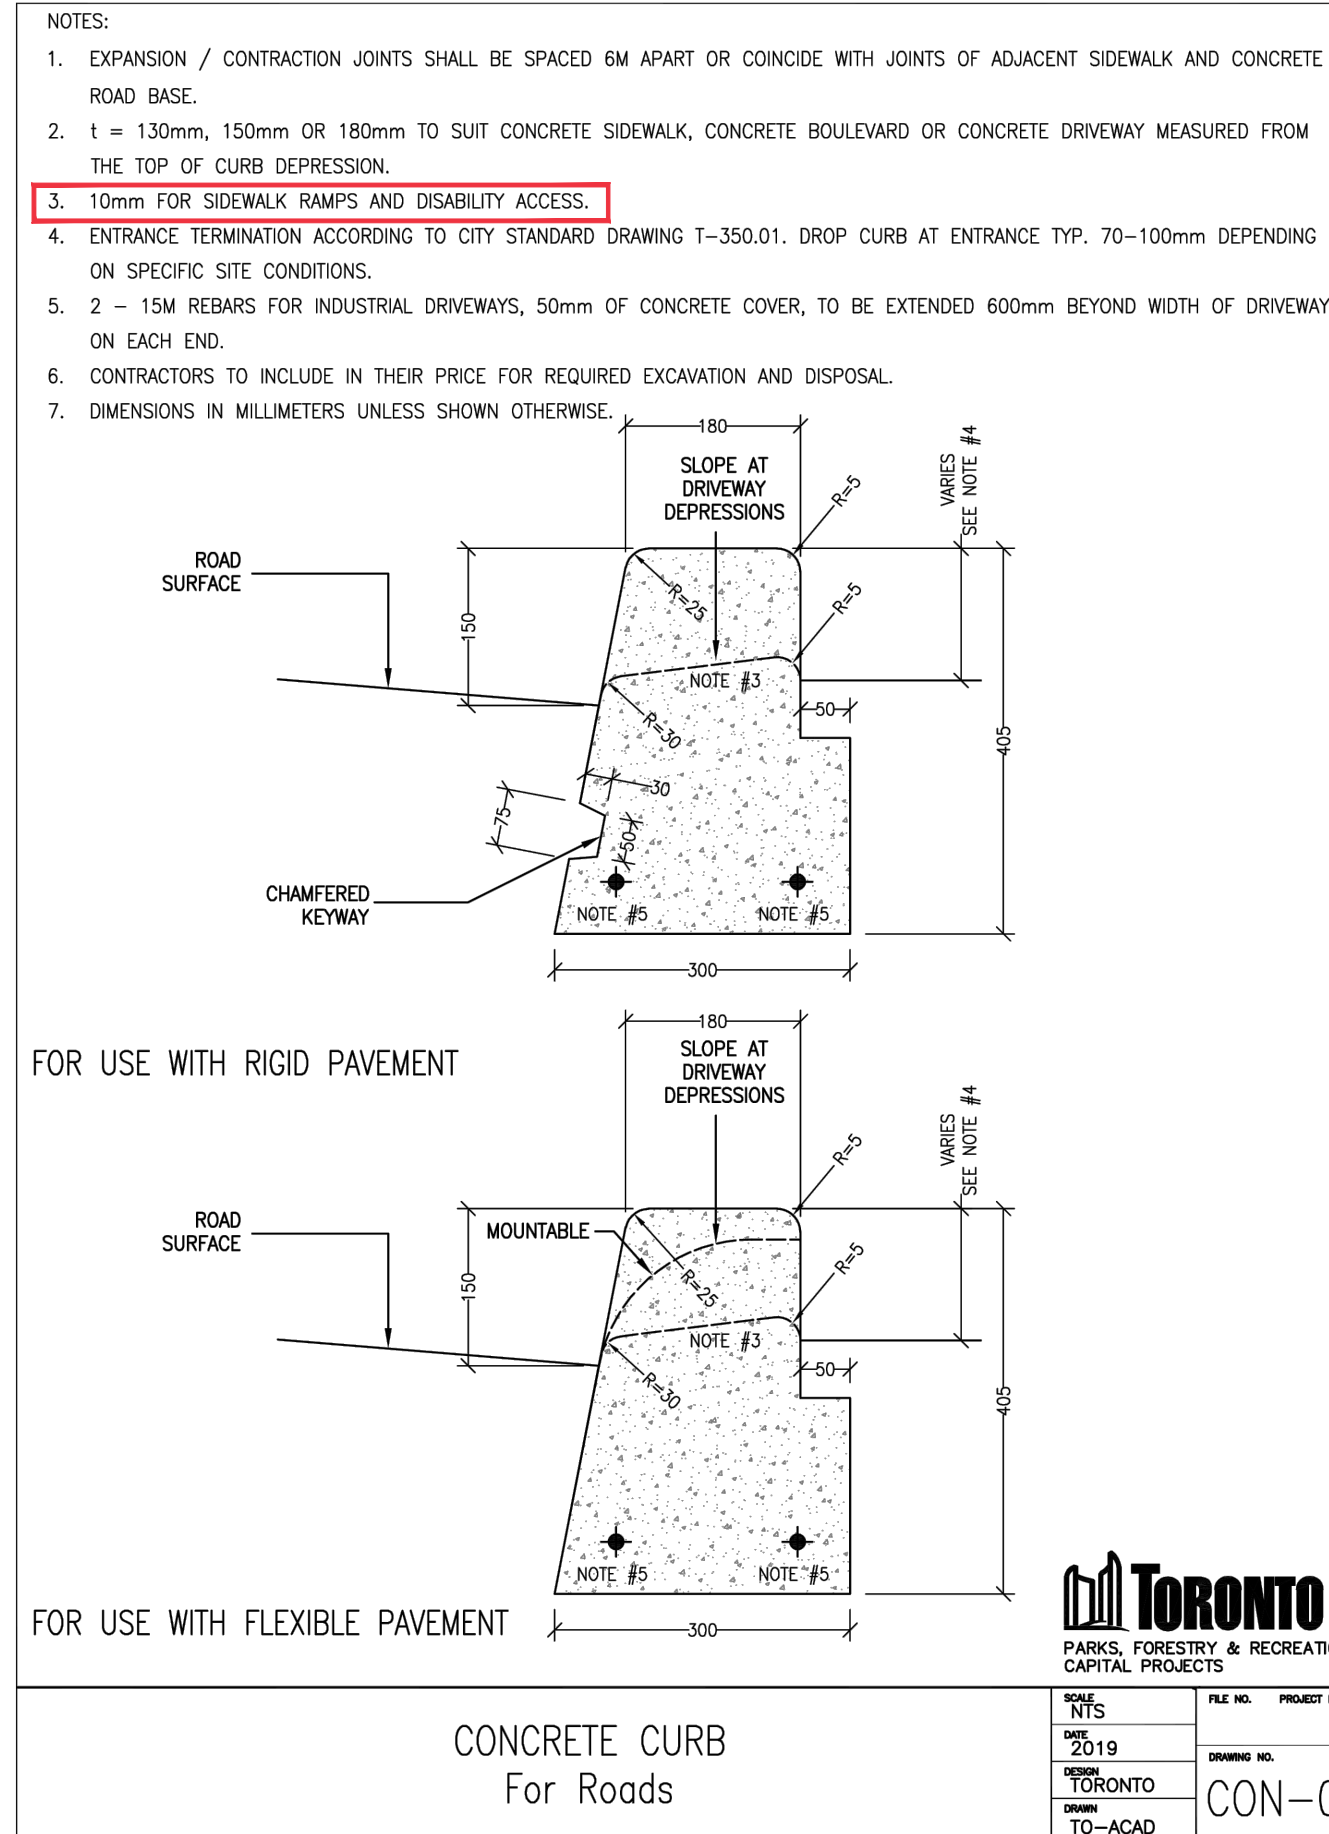 NOTES:
1. EXPANSION / CONTRACTION JOINTS SHALL BE SPACED 6M APART OR COINCIDE WITH JOINTS OF ADJACENT SIDEWALK AND CONCRETE
ROAD BASE.
2. t = 130mm, 150mm OR 180mm TO SUIT CONCRETE SIDEWALK, CONCRETE BOULEVARD OR CONCRETE DRIVEWAY MEASURED FROM
THE TOP OF CURB DEPRESSION.
3. 10mm FOR SIDEWALK RAMPS AND DISABILITY ACCESS.
4. ENTRANCE TERMINATION ACCORDING TO CITY STANDARD DRAWING T-350.01. DROP CURB AT ENTRANCE TYP. 70-100mm DEPENDING
ON SPECIFIC SITE CONDITIONS.
5. 2 - 15M REBARS FOR INDUSTRIAL DRIVEWAYS, 50mm OF CONCRETE COVER, TO BE EXTENDED 600mm BEYOND WIDTH OF DRIVEWAY
ON EACH END.
6. CONTRACTORS TO INCLUDE IN THEIR PRICE FOR REQUIRED EXCAVATION AND DISPOSAL.
7. DIMENSIONS IN MILLIMETERS UNLESS SHOWN OTHERWISE.
180
SLOPE AT
DRIVEWAY
DEPRESSIONS
R=5
VARIES
SEE NOTE #4
ROAD
SURFACE
150
R=25
R=5
NOTE #3
R=30
50
405
30
75
50
CHAMFERED
KEYWAY
NOTE #5
NOTE #5
300
FOR USE WITH RIGID PAVEMENT
180
SLOPE AT
DRIVEWAY
DEPRESSIONS
R=5
VARIES
SEE NOTE #4
ROAD
SURFACE
MOUNTABLE
150
R=25
R=5
NOTE #3
R=30
50
405
NOTE #5
NOTE #5
300
FOR USE WITH FLEXIBLE PAVEMENT
TORONTO
PARKS, FORESTRY & RECREATI
CAPITAL PROJECTS
CONCRETE CURB
For Roads
SCALE
NTS
DATE
2019
DESIGN
TORONTO
DRAWN
TO-ACAD
FILE NO. PROJECT
DRAWING NO.
CON-